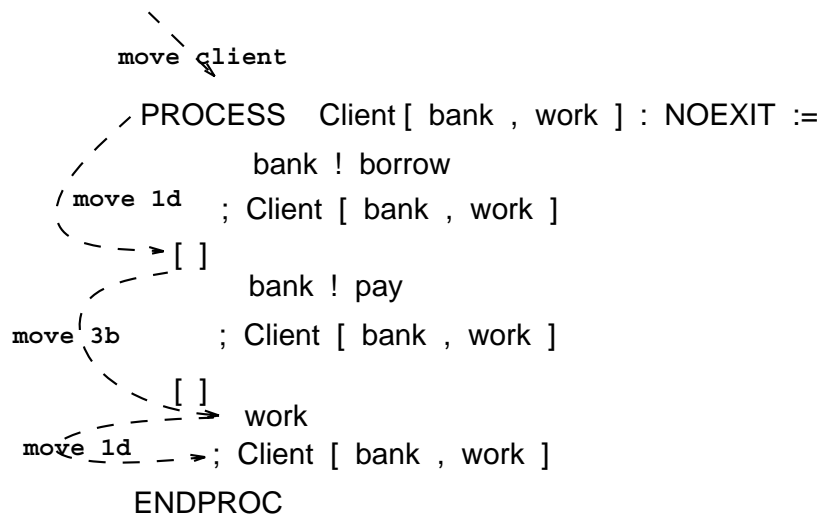 move client
PROCESS Client [ bank , work ] : NOEXIT :=
bank ! borrow
move 1d ; Client [ bank , work ]
[ ]
bank ! pay
move 3b ; Client [ bank , work ]
[ ]
work
move 1d ; Client [ bank , work ]
ENDPROC